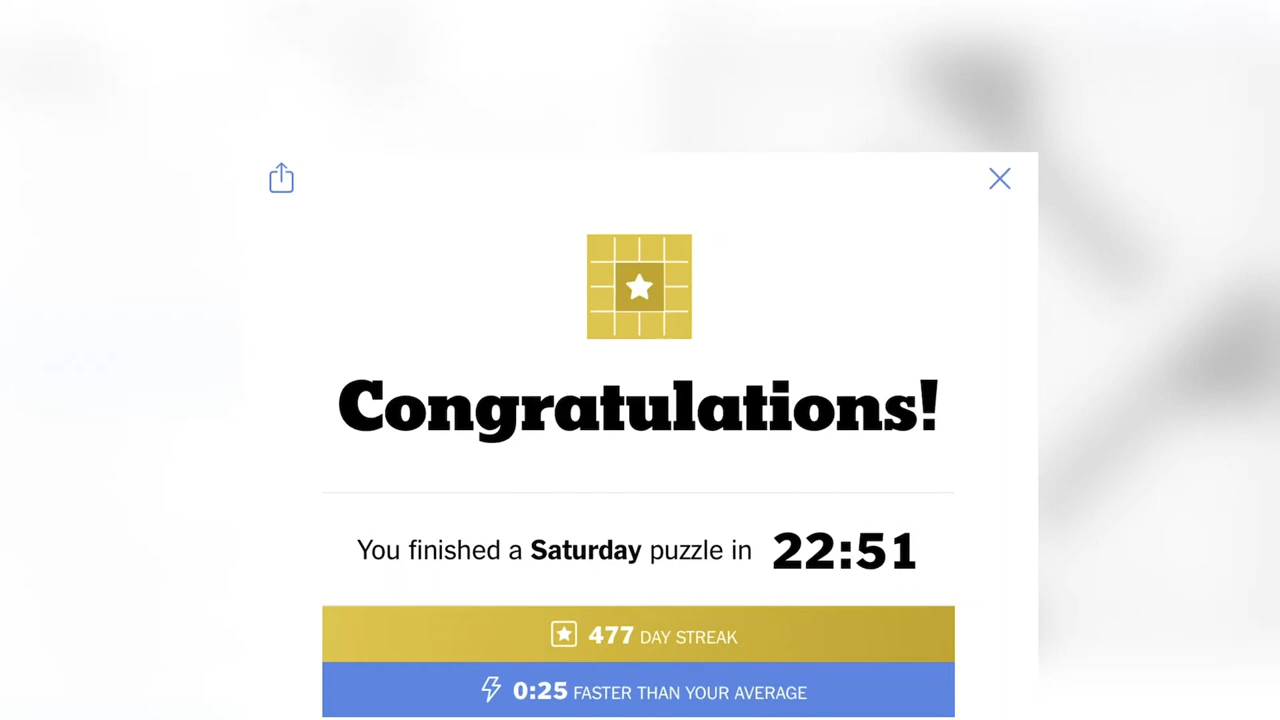 Congratulations!
You finished a Saturday puzzle in 22:51
477 DAY STREAK
0:25 FASTER THAN YOUR AVERAGE